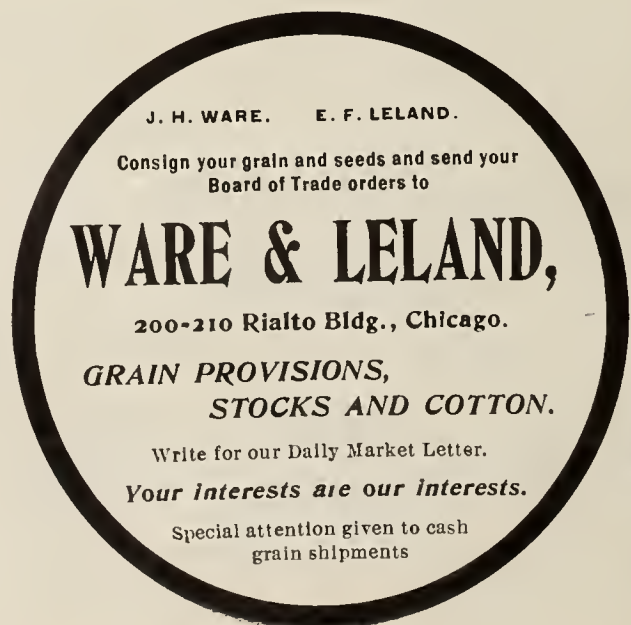 J. H. WARE. E. F. LELAND.
Consign your grain and seeds and send your
Board of Trade orders to
WARE & LELAND,
200-210 Rialto Bldg., Chicago.
GRAIN PROVISIONS,
STOCKS AND COTTON.
Write for our Daily Market Letter.
Your interests are our interests.
Special attention given to cash
grain shipments